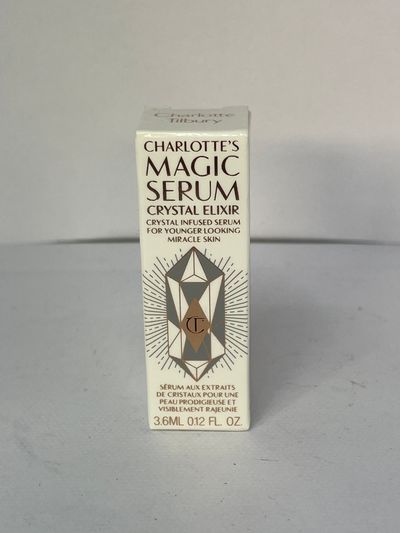 Charlotte
Tilbury
CHARLOTTE'S
MAGIC
SERUM
CRYSTAL ELIXIR
CRYSTAL INFUSED SERUM
FOR YOUNGER LOOKING
MIRACLE SKIN
CT
SÉRUM AUX EXTRAITS
DE CRISTAUX POUR UNE
PEAU PRODIGIEUSE ET
VISIBLEMENT RAJEUNIE
3.6ML 0.12 FL. OZ.